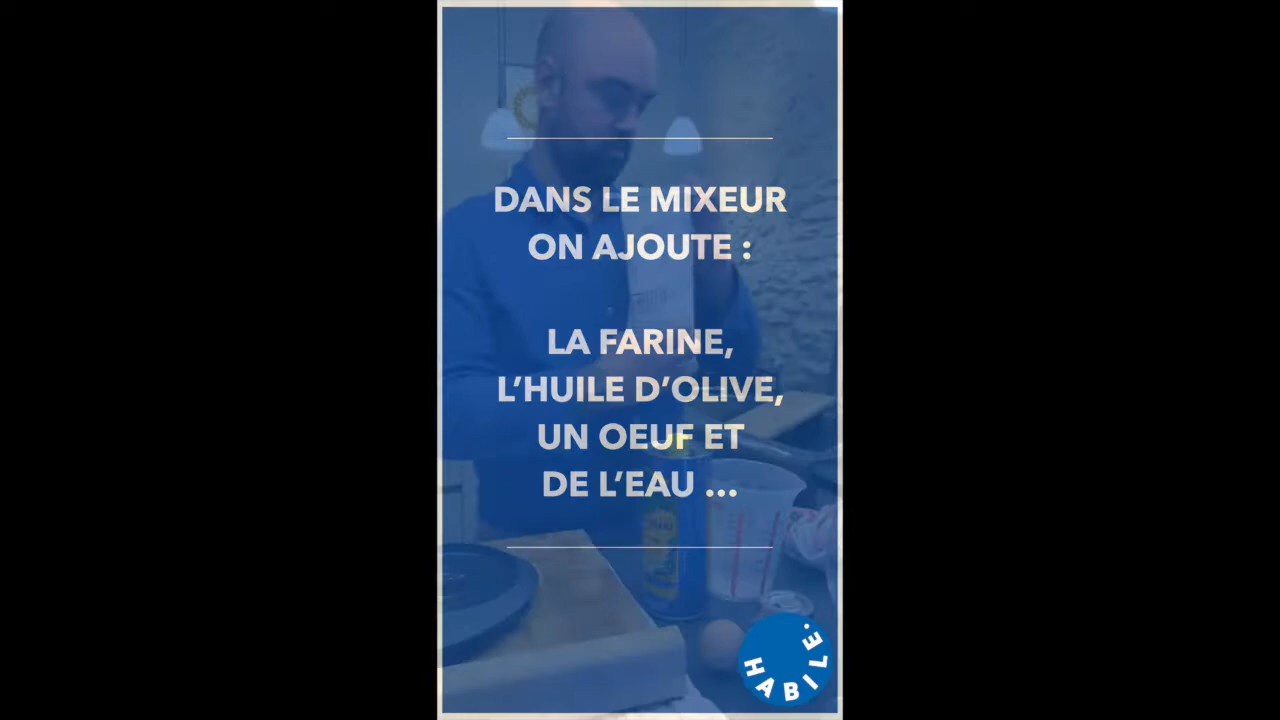 DANS LE MIXEUR
ON AJOUTE :
LA FARINE,
L’HUILE D’OLIVE,
UN OEUF ET
DE L’EAU ...
HABILE.